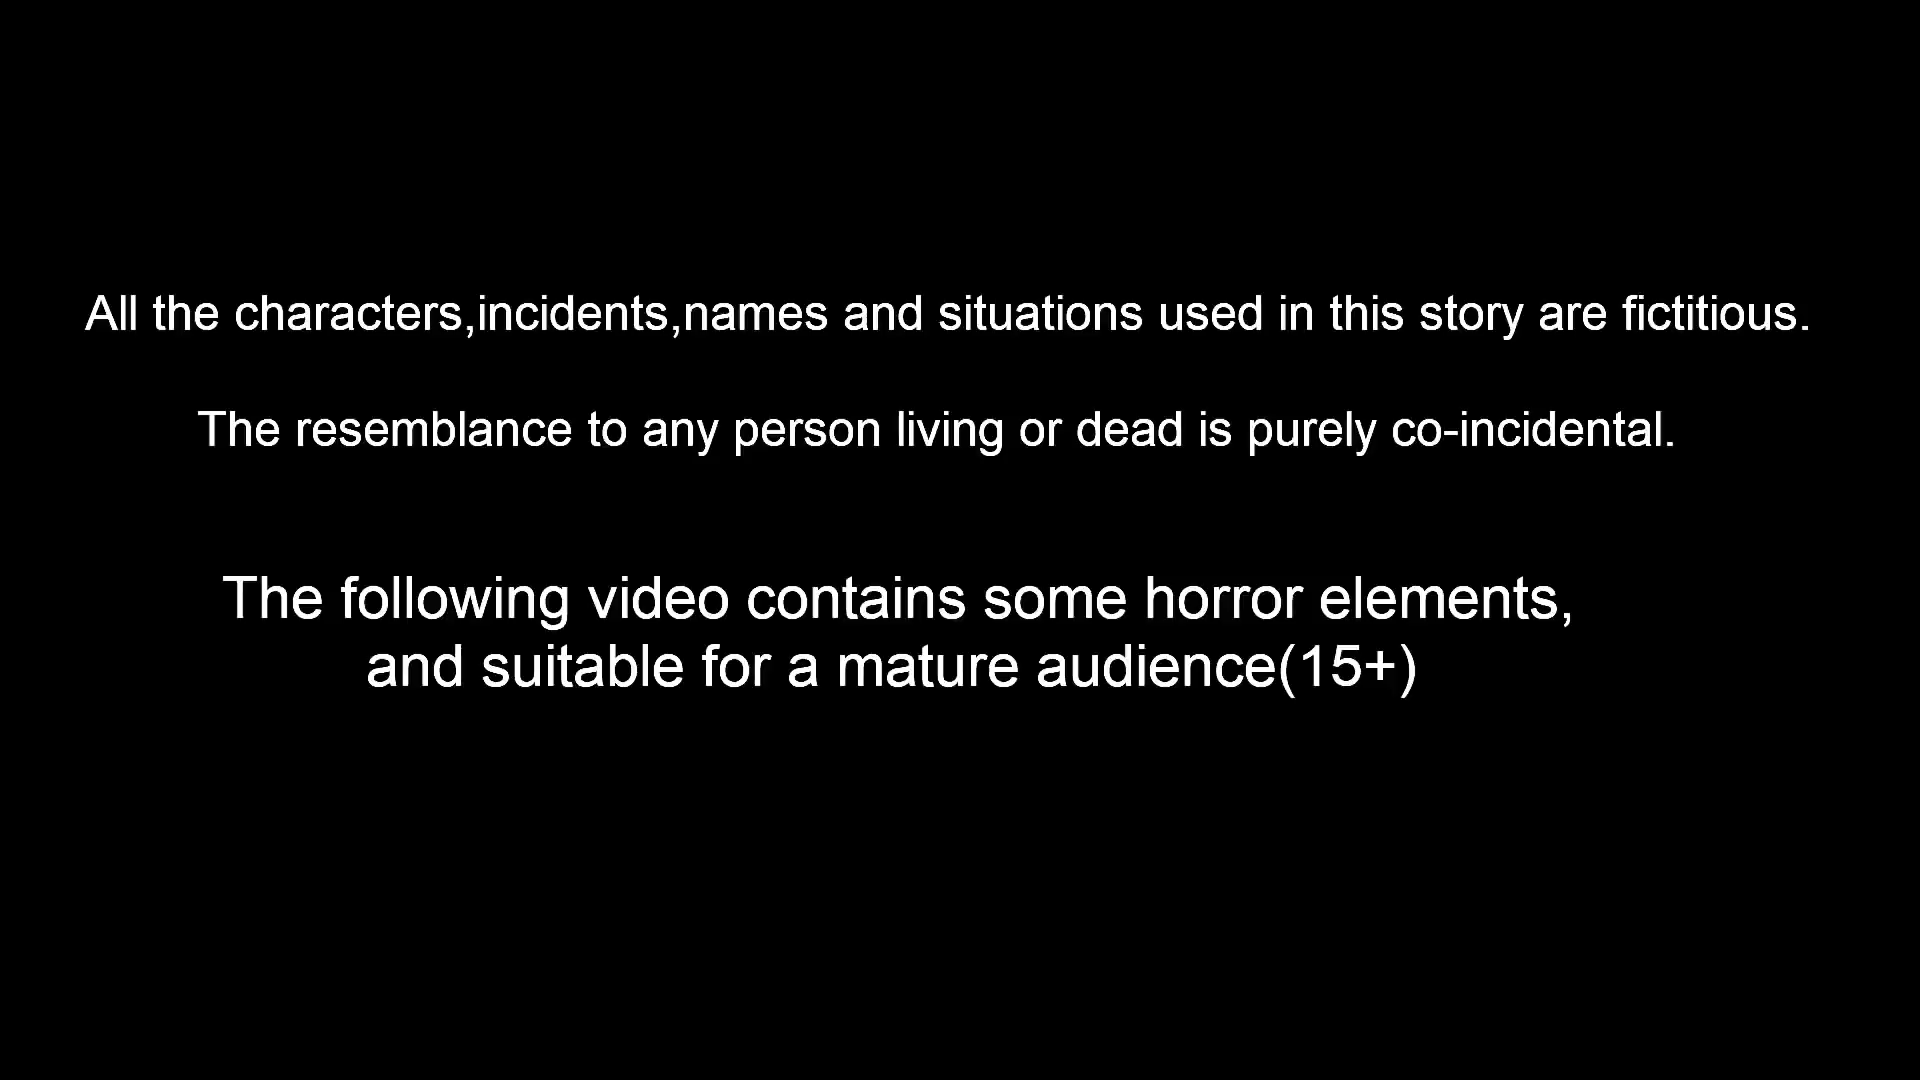 All the characters,incidents,names and situations used in this story are fictitious.
The resemblance to any person living or dead is purely co-incidental.
The following video contains some horror elements,
and suitable for a mature audience(15+)